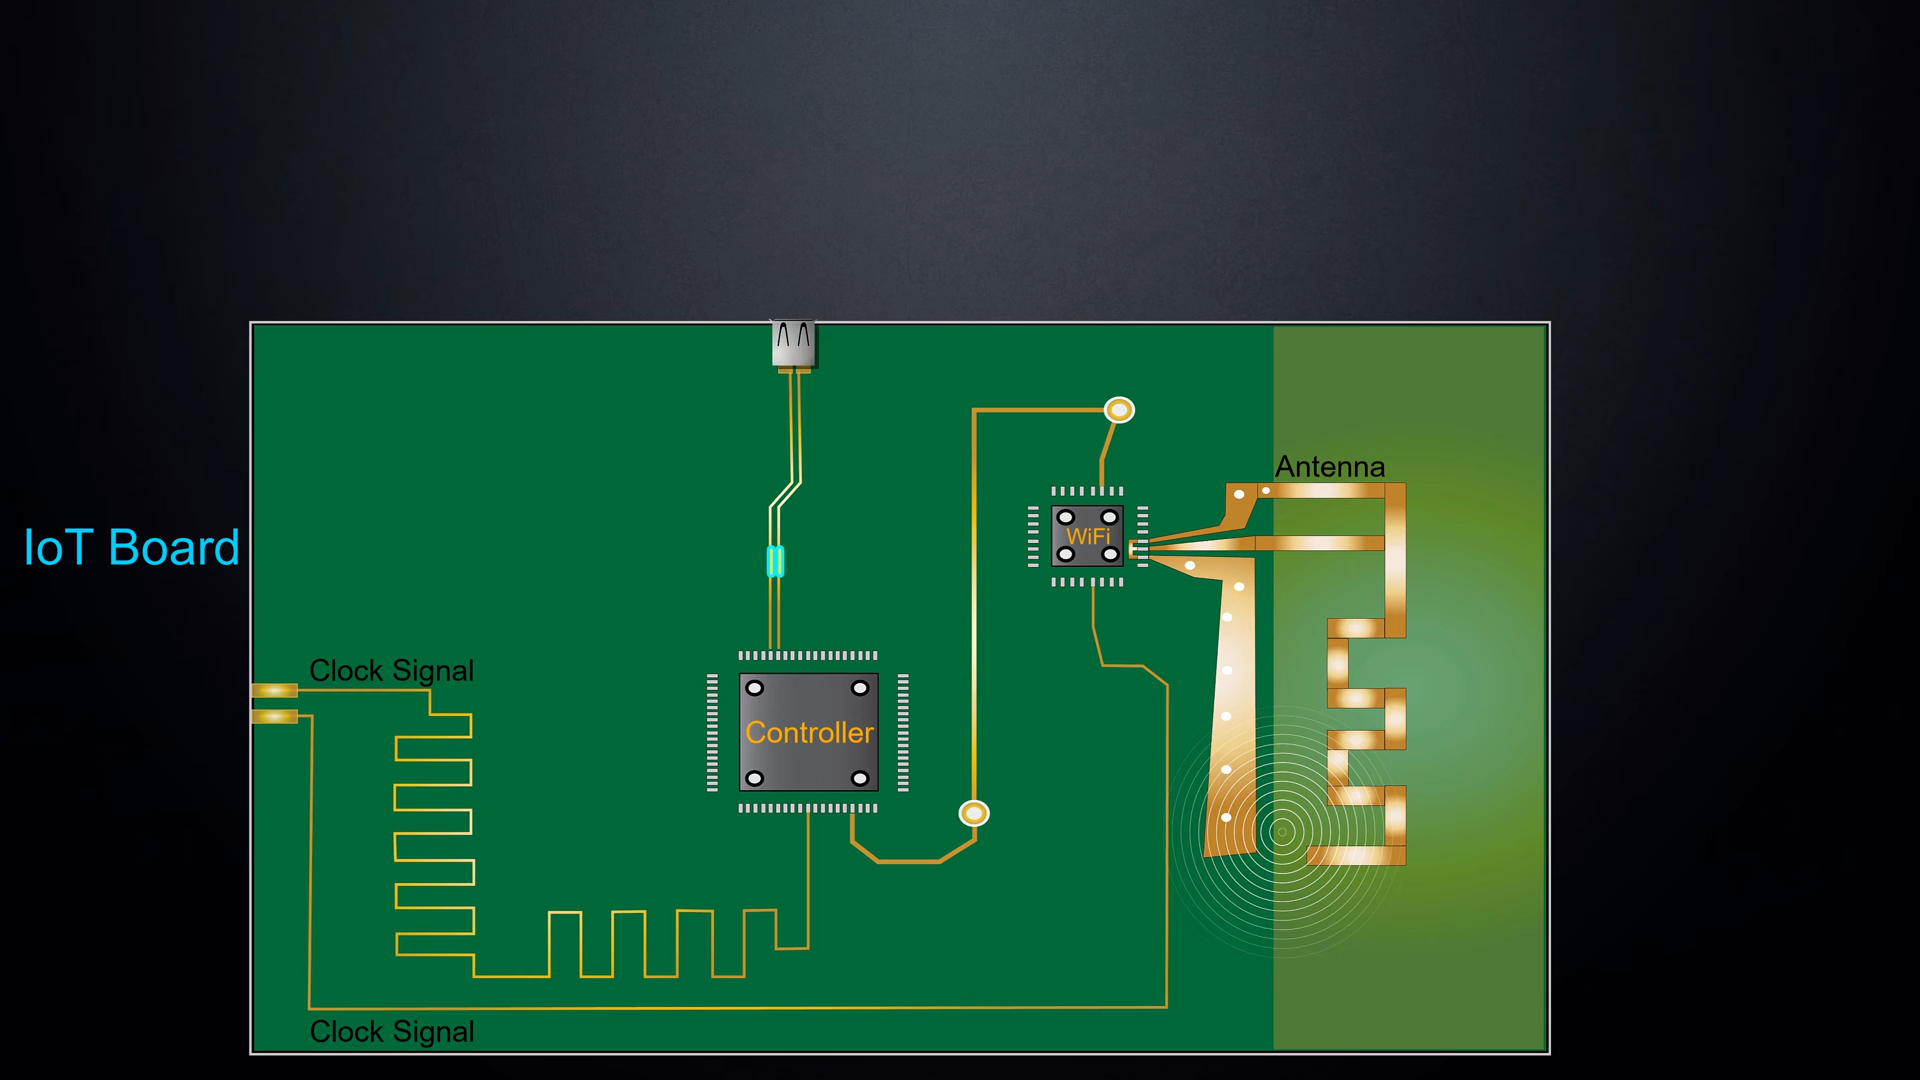 Antenna
WiFi
IoT Board
Clock Signal
Controller
Clock Signal